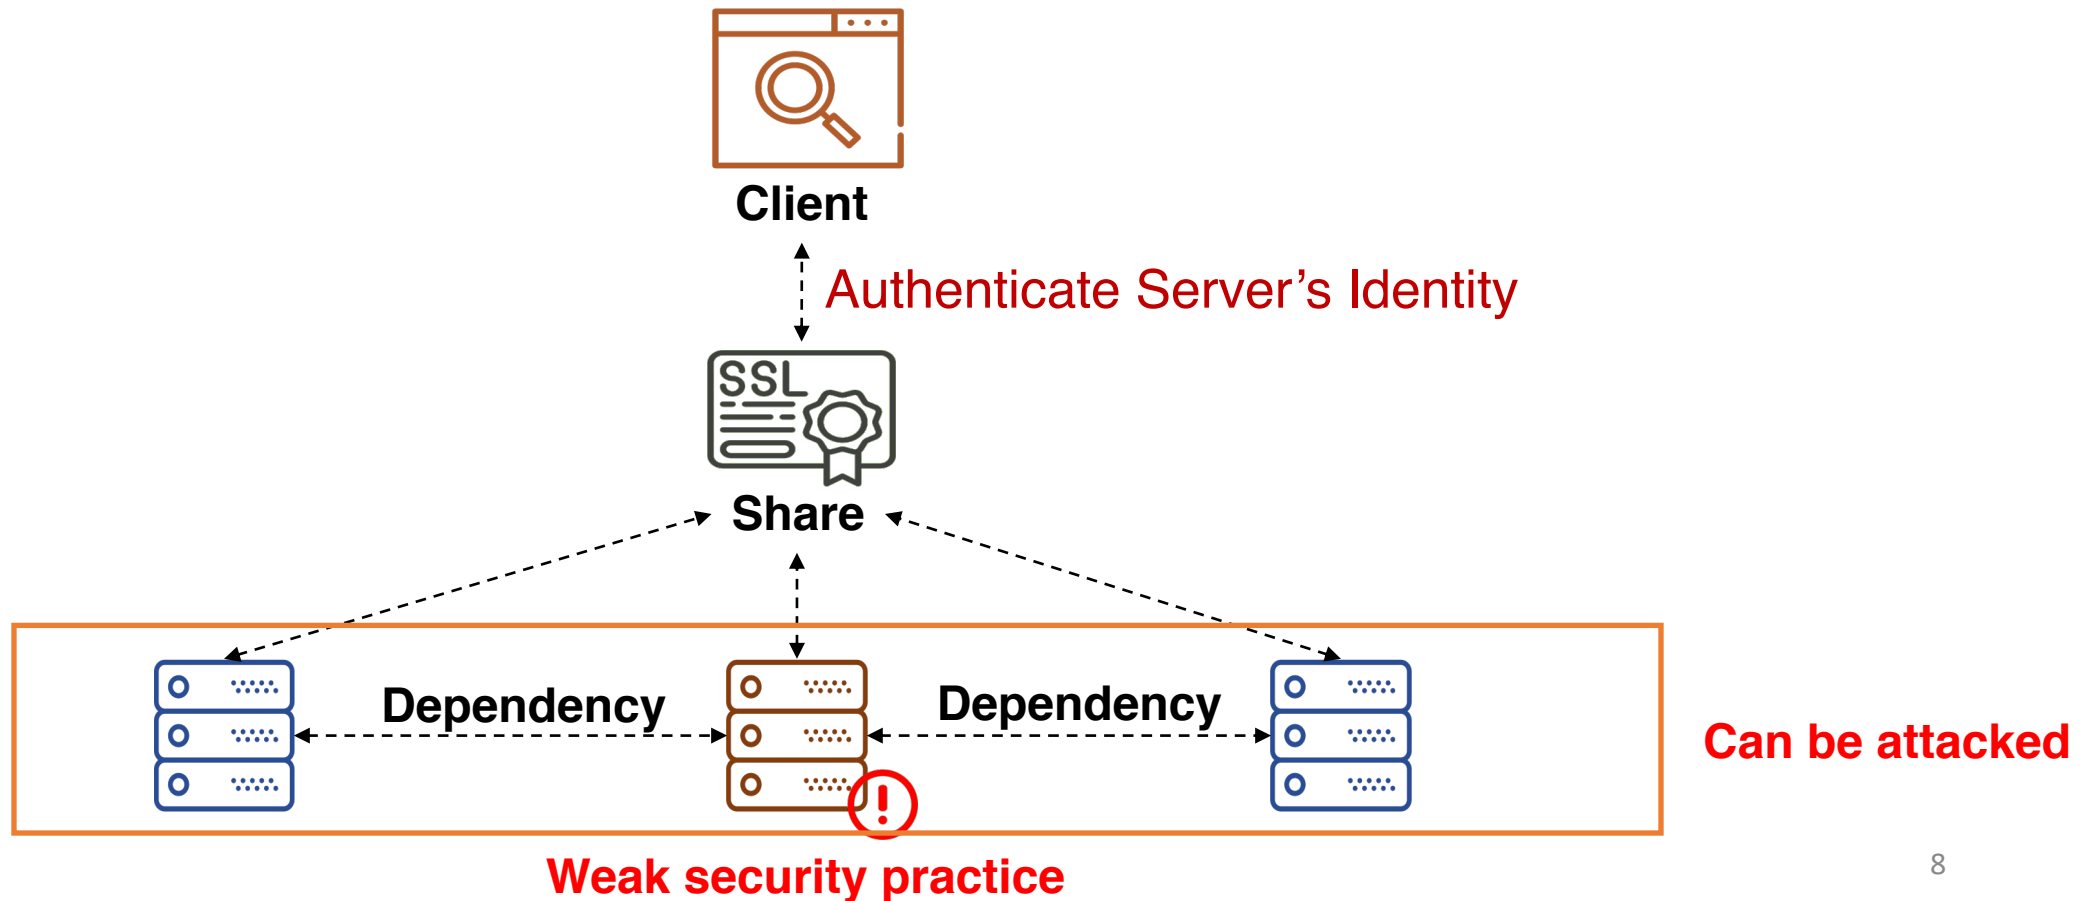 Client
Authenticate Server’s Identity
SSL
Share
Dependency
Dependency
Can be attacked
Weak security practice
8